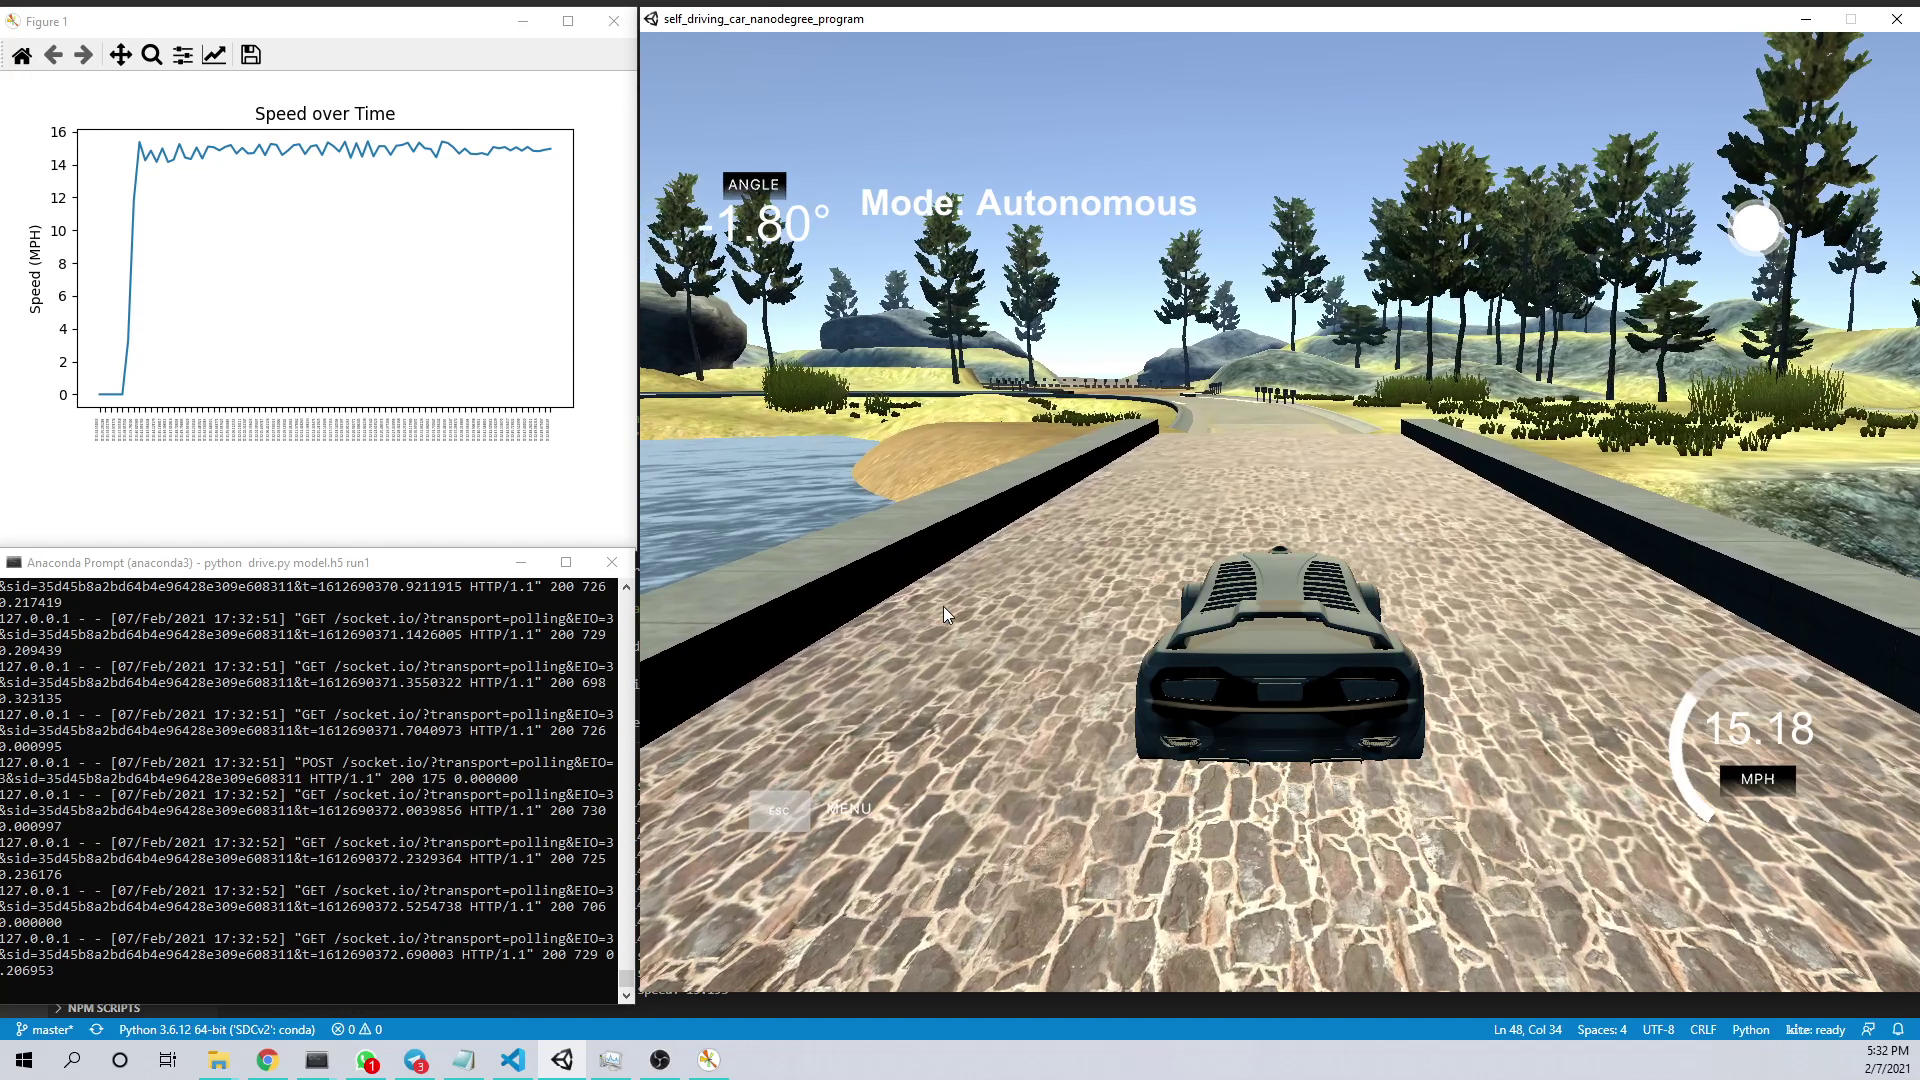 Figure 1
Speed over Time
16
14
12
10
8
6
4
2
0
Speed (MPH)
Anaconda Prompt (anaconda3) - python  drive.py model.h5 run1
&sid=35d45b8a2bd64b4e96428e309e608311&t=1612690370.9211915 HTTP/1.1" 200 726
0.217419
127.0.0.1 - - [07/Feb/2021 17:32:51] "GET /socket.io/?transport=polling&EIO=3
&sid=35d45b8a2bd64b4e96428e309e608311&t=1612690371.1426005 HTTP/1.1" 200 729
0.209439
127.0.0.1 - - [07/Feb/2021 17:32:51] "GET /socket.io/?transport=polling&EIO=3
&sid=35d45b8a2bd64b4e96428e309e608311&t=1612690371.3550322 HTTP/1.1" 200 698
0.323135
127.0.0.1 - - [07/Feb/2021 17:32:51] "GET /socket.io/?transport=polling&EIO=3
&sid=35d45b8a2bd64b4e96428e309e608311&t=1612690371.7040973 HTTP/1.1" 200 726
0.000995
127.0.0.1 - - [07/Feb/2021 17:32:51] "POST /socket.io/?transport=polling&EIO=
3&sid=35d45b8a2bd64b4e96428e309e608311 HTTP/1.1" 200 175 0.000000
127.0.0.1 - - [07/Feb/2021 17:32:52] "GET /socket.io/?transport=polling&EIO=3
&sid=35d45b8a2bd64b4e96428e309e608311&t=1612690372.0039856 HTTP/1.1" 200 730
0.000997
127.0.0.1 - - [07/Feb/2021 17:32:52] "GET /socket.io/?transport=polling&EIO=3
&sid=35d45b8a2bd64b4e96428e309e608311&t=1612690372.2329364 HTTP/1.1" 200 725
0.236176
127.0.0.1 - - [07/Feb/2021 17:32:52] "GET /socket.io/?transport=polling&EIO=3
&sid=35d45b8a2bd64b4e96428e309e608311&t=1612690372.5254738 HTTP/1.1" 200 706
0.000000
127.0.0.1 - - [07/Feb/2021 17:32:52] "GET /socket.io/?transport=polling&EIO=3
&sid=35d45b8a2bd64b4e96428e309e608311&t=1612690372.690003 HTTP/1.1" 200 729 0
.206953
self_driving_car_nanodegree_program
ANGLE
-1.80°
Mode: Autonomous
15.18
MPH
ESC MENU
NPM SCRIPTS
master* Python 3.6.12 64-bit ('SDCv2': conda) 0 0 Ln 48, Col 34 Spaces: 4 UTF-8 CRLF Python kite: ready
1
3
5:32 PM
2/7/2021